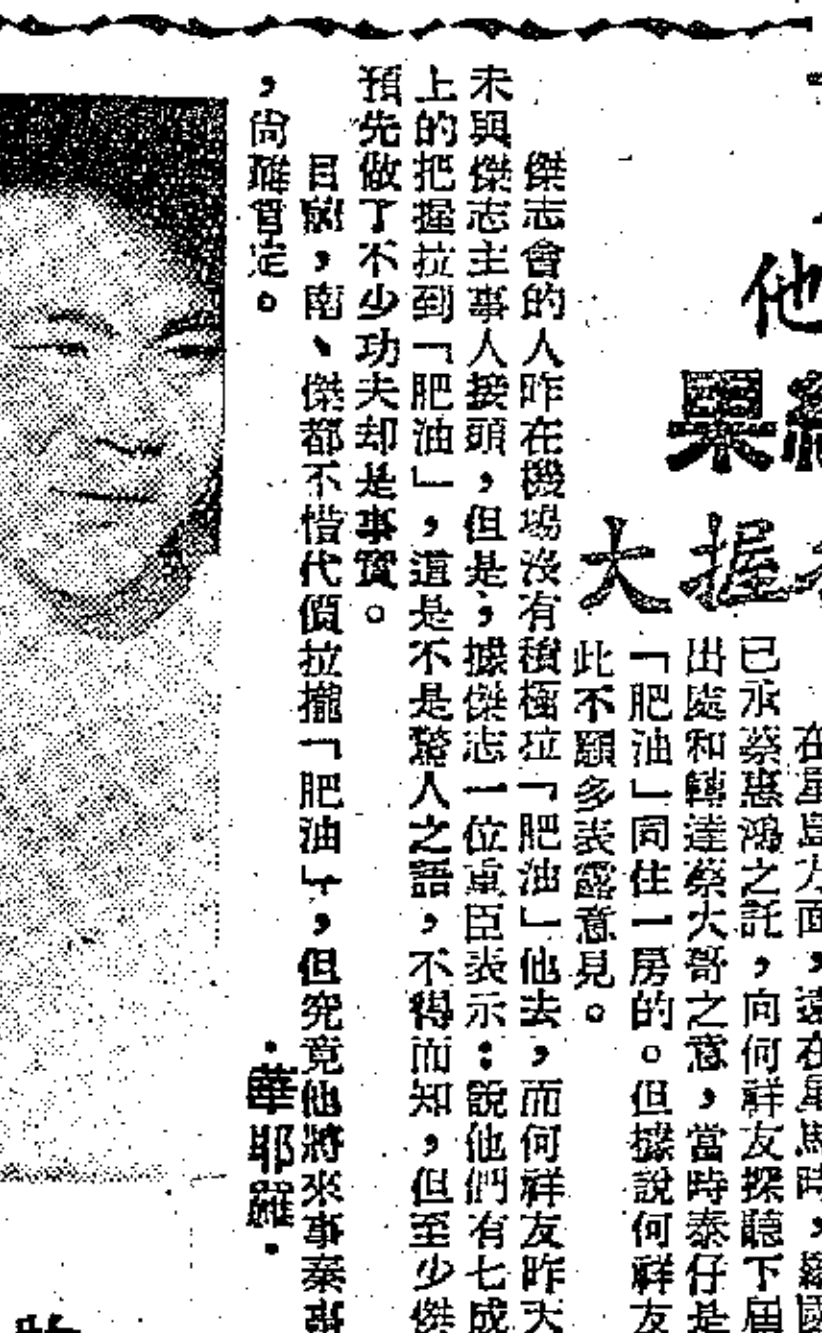 他
果
握
大
在星島方面，遠在星馬時，羅國
已承蔡惠鴻之託，向何祥友探聽下屆
出處和轉達蔡大哥之意，當時泰仔是
「肥油」同住一房的。但據說何祥友
此不願多表露意見。
傑志會的人昨在機場沒有積極拉「肥油」他去，而何祥友昨天
未與傑志主事人接頭，但是，據傑志一位重臣表示：說他們有七成
上的把握拉到「肥油」，這是不是驚人之語，不得而知，但至少傑
預先做了不少功夫却是事實。
目前，南、傑都不惜代價拉攏「肥油」，但究竟他將來事秦事
，尚難肯定。
·華耶羅·